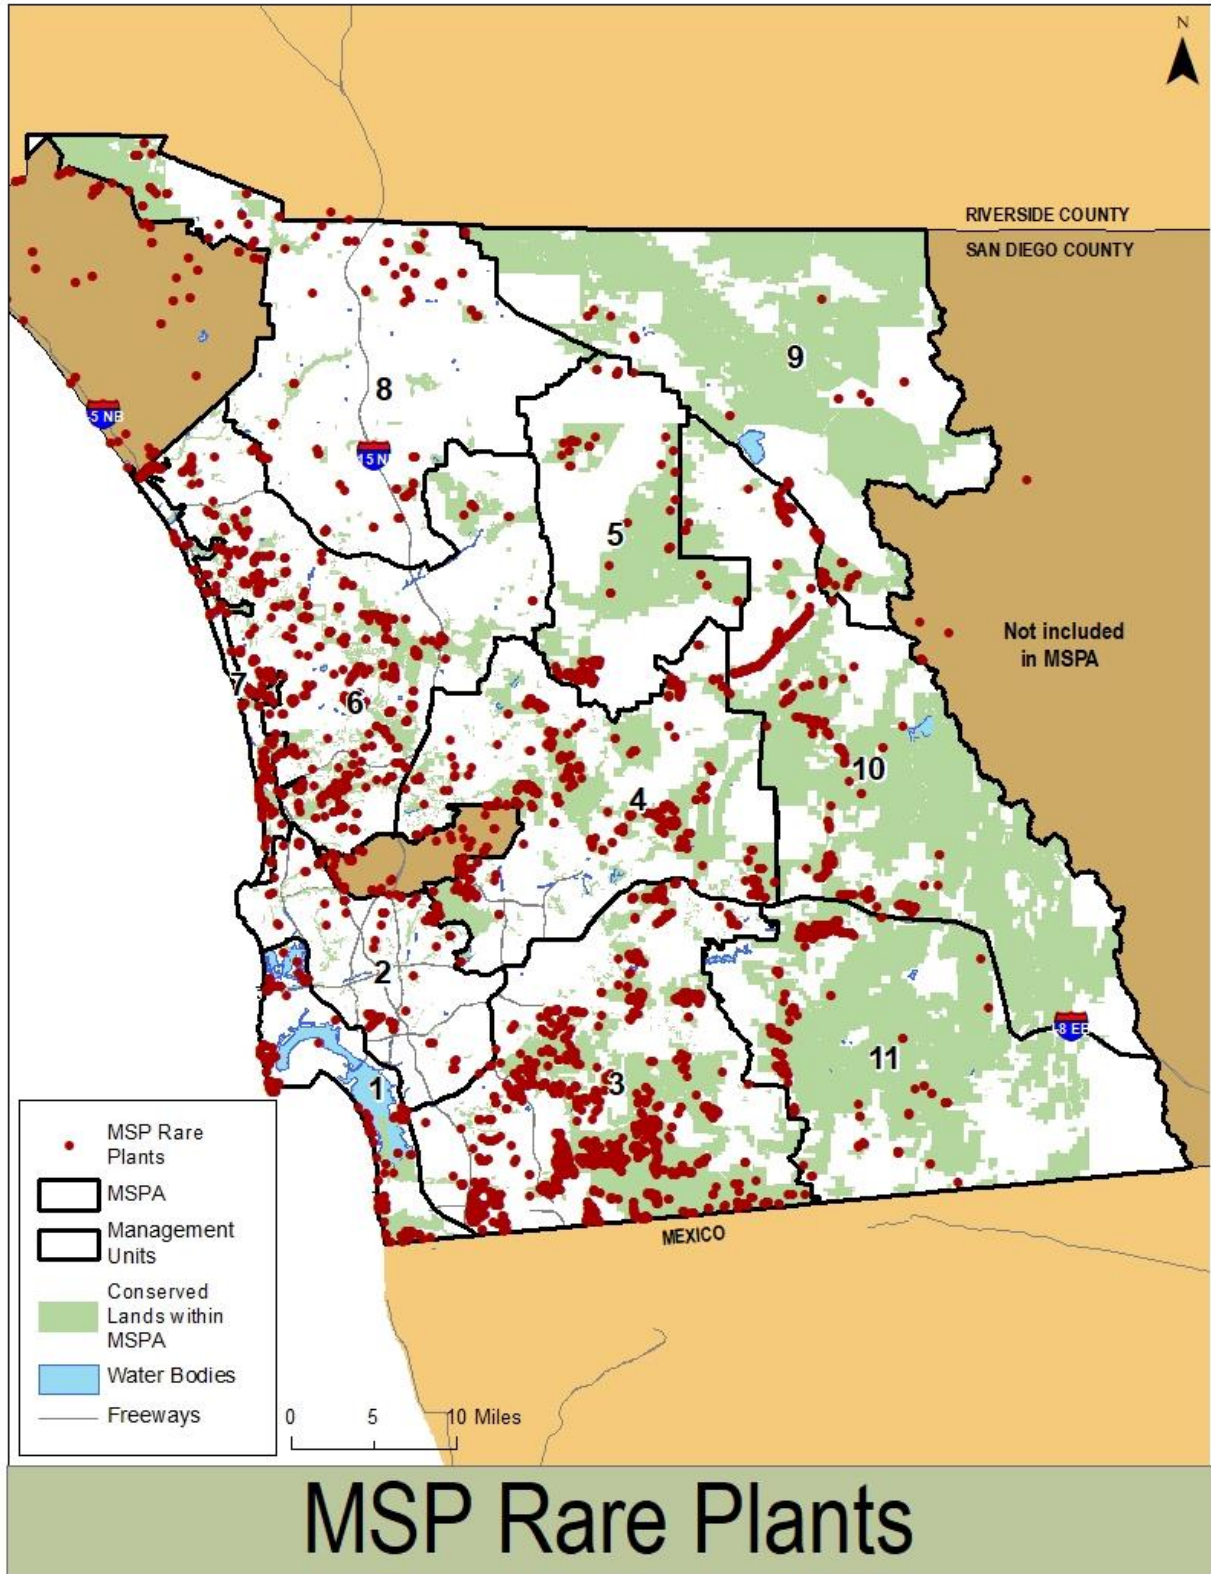 N
RIVERSIDE COUNTY
SAN DIEGO COUNTY
9
8
-5 NB
15 N
5
Not included
in MSPA
7
6
10
4
2
-8 EB
11
1
3
MSP Rare
Plants
MSPA
Management
Units
Conserved
Lands within
MSPA
Water Bodies
Freeways
0 5 10 Miles
MEXICO
MSP Rare Plants